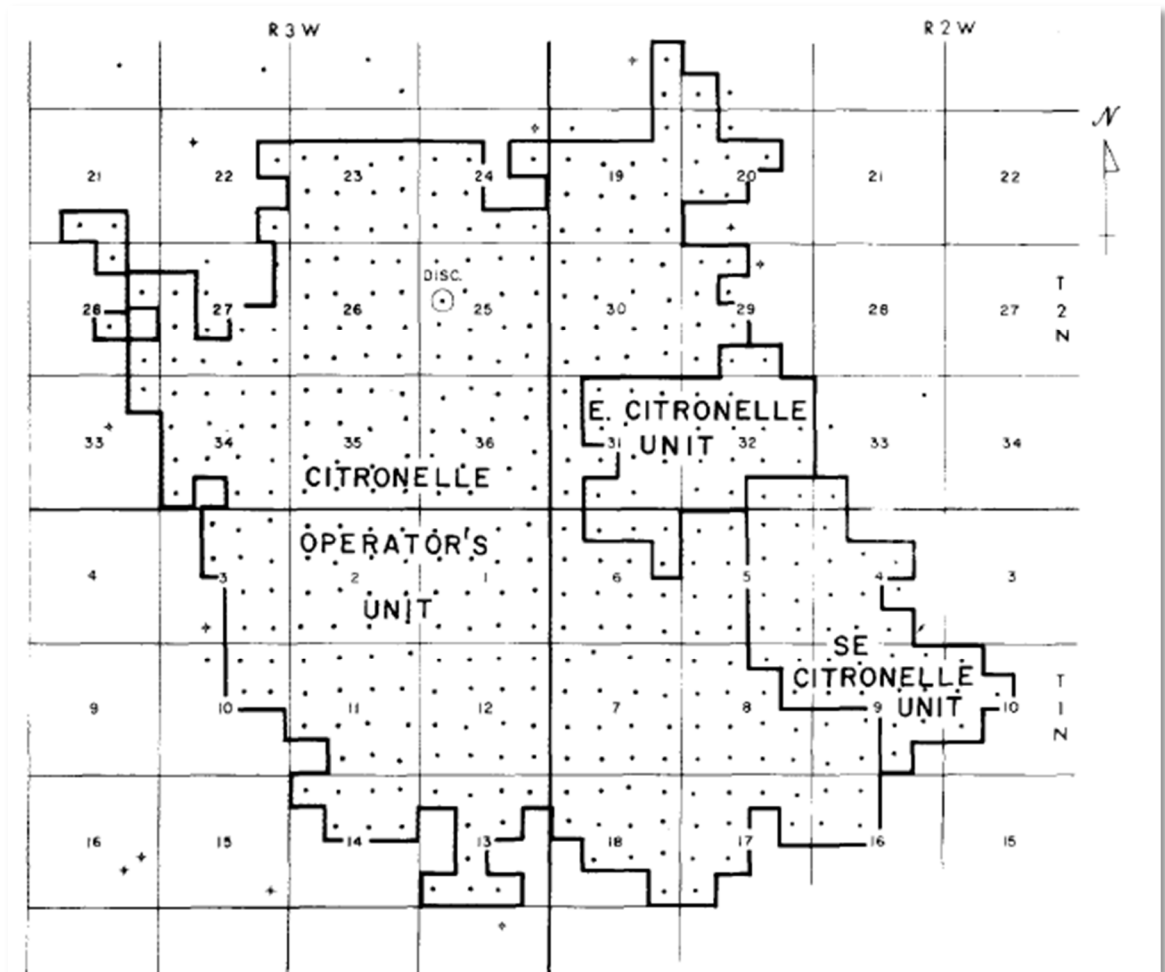 R 3 W R 2 W
N
21 22 23 24 19 20 21 22
DISC.
T
2
N
28 27 26 25 30 29 28 27
E. CITRONELLE
UNIT
33 34 35 36 31 32 33 34
CITRONELLE
OPERATOR'S
4 3 2 1 6 5 4 3
UNIT
SE
CITRONELLE
UNIT
T
1
N
9 10 11 12 7 8 9 10
16 15 14 13 18 17 16 15